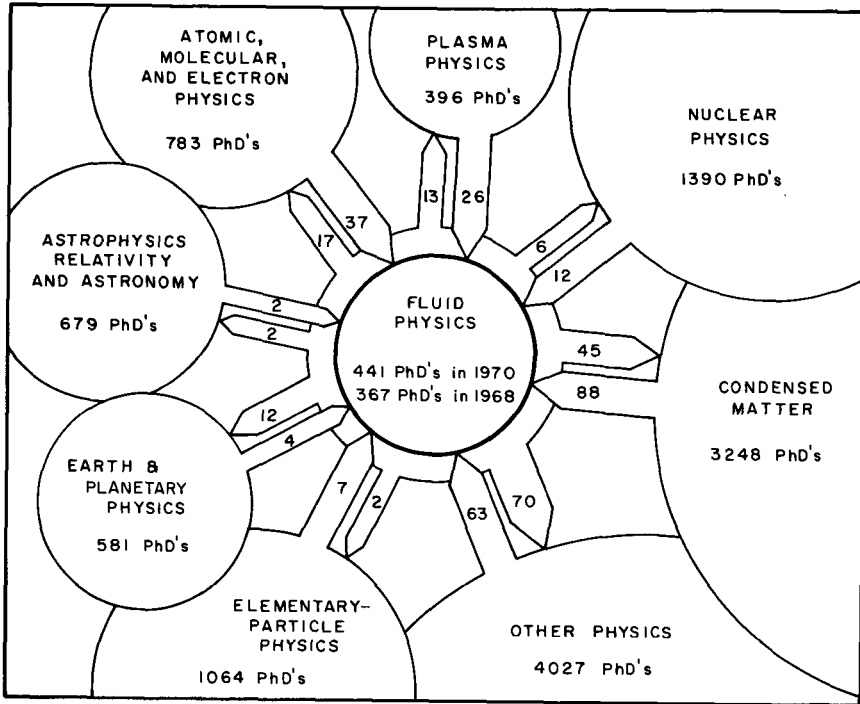 ATOMIC,
MOLECULAR,
AND ELECTRON
PHYSICS
783 PhD's
PLASMA
PHYSICS
396 PhD's
NUCLEAR
PHYSICS
1390 PhD's
ASTROPHYSICS
RELATIVITY
AND ASTRONOMY
679 PhD's
37
17
13
26
6
12
2
2
FLUID
PHYSICS
441 PhD's in 1970
367 PhD's in 1968
45
88
CONDENSED
MATTER
3248 PhD's
12
4
EARTH &
PLANETARY
PHYSICS
581 PhD's
7
2
63
70
ELEMENTARY-
PARTICLE
PHYSICS
1064 PhD's
OTHER PHYSICS
4027 PhD's